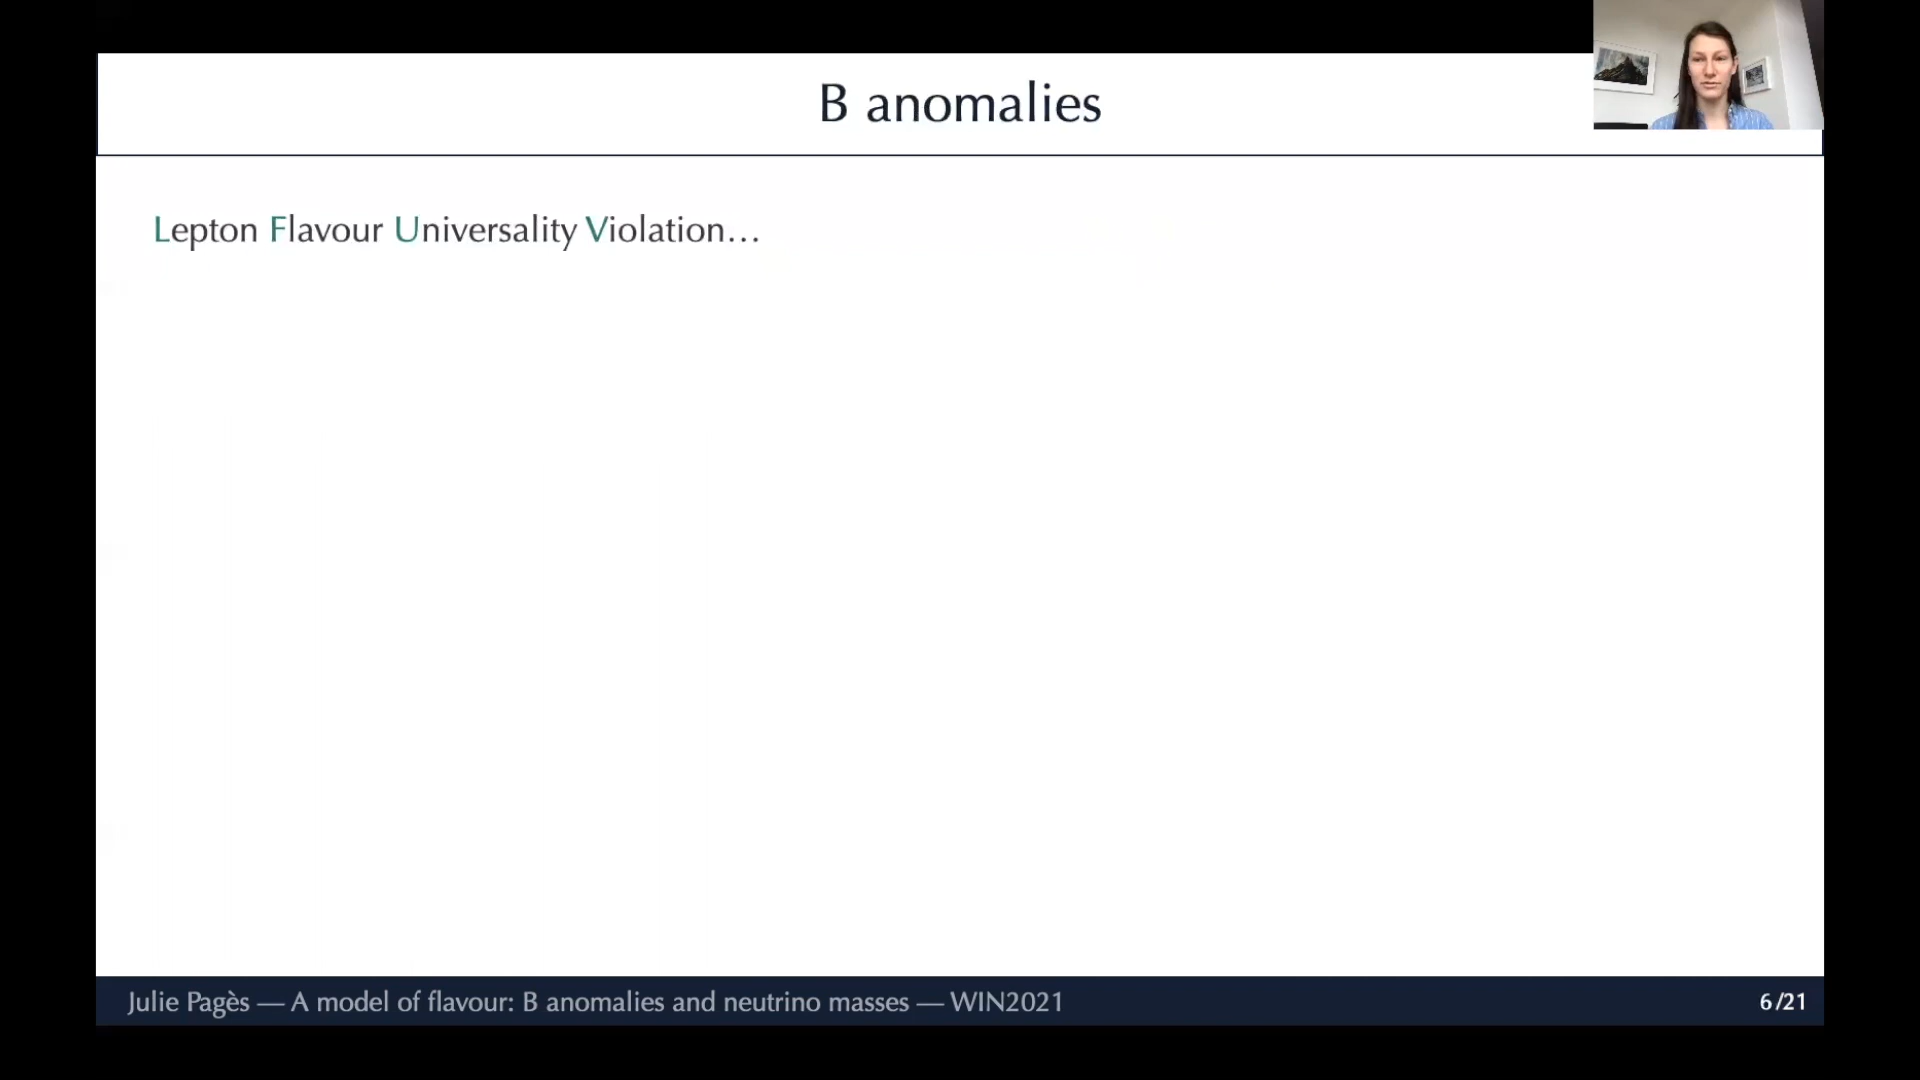 B anomalies
Lepton Flavour Universality Violation…
Julie Pagès — A model of flavour: B anomalies and neutrino masses — WIN2021
6/21